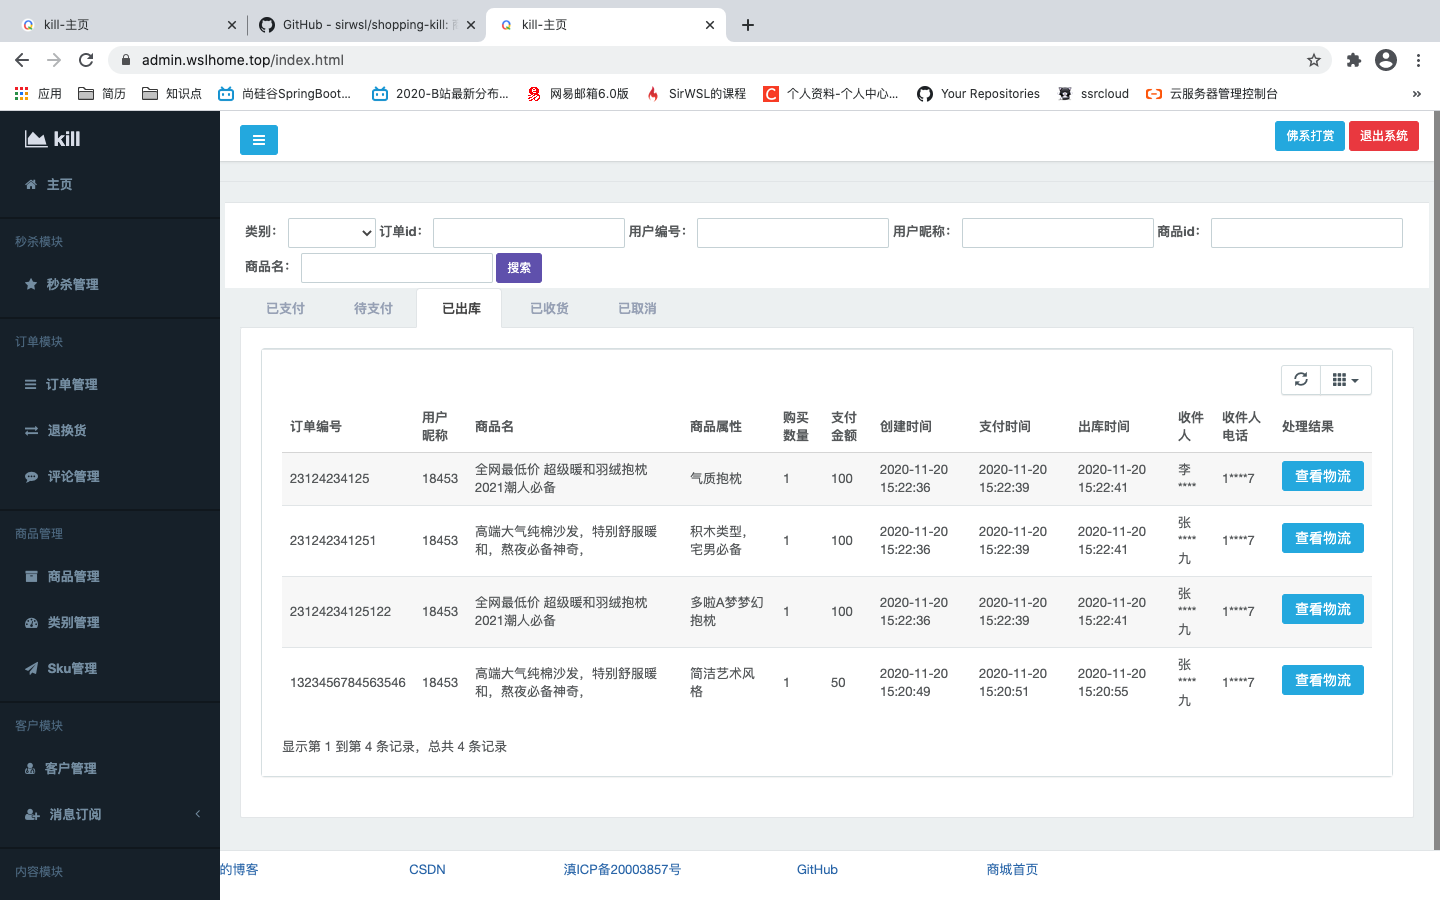 kill-主页
GitHub - sirwsl/shopping-kill:
kill-主页
admin.wslhome.top/index.html
应用
简历
知识点
尚硅谷SpringBoot...
2020-B站最新分布...
网易邮箱6.0版
SirWSL的课程
个人资料-个人中心...
Your Repositories
ssrcloud
云服务器管理控制台
»
kill
主页
秒杀模块
秒杀管理
订单模块
订单管理
退换货
评论管理
商品管理
商品管理
类别管理
Sku管理
客户模块
客户管理
消息订阅
内容模块
佛系打赏
退出系统
类别：
订单id：
用户编号：
用户昵称：
商品id：
商品名：
搜索
已支付
待支付
已出库
已收货
已取消
订单编号
用户
昵称
商品名
商品属性
购买
数量
支付
金额
创建时间
支付时间
出库时间
收件
人
收件人
电话
处理结果
23124234125
18453
全网最低价 超级暖和羽绒抱枕
2021潮人必备
气质抱枕
1
100
2020-11-20
15:22:36
2020-11-20
15:22:39
2020-11-20
15:22:41
李
****
1****7
查看物流
231242341251
18453
高端大气纯棉沙发，特别舒服暖
和，熬夜必备神奇，
积木类型，
宅男必备
1
100
2020-11-20
15:22:36
2020-11-20
15:22:39
2020-11-20
15:22:41
张
****
九
1****7
查看物流
23124234125122
18453
全网最低价 超级暖和羽绒抱枕
2021潮人必备
多啦A梦梦幻
抱枕
1
100
2020-11-20
15:22:36
2020-11-20
15:22:39
2020-11-20
15:22:41
张
****
九
1****7
查看物流
1323456784563546
18453
高端大气纯棉沙发，特别舒服暖
和，熬夜必备神奇，
简洁艺术风
格
1
50
2020-11-20
15:20:49
2020-11-20
15:20:51
2020-11-20
15:20:55
张
****
九
1****7
查看物流
显示第 1 到第 4 条记录，总共 4 条记录
的博客
CSDN
滇ICP备20003857号
GitHub
商城首页